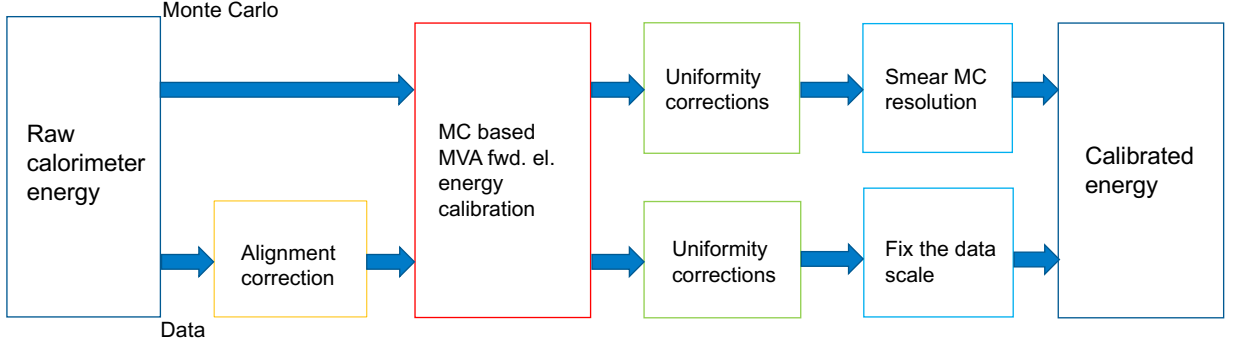 Monte Carlo
Raw
calorimeter
energy
Data
Alignment
correction
MC based
MVA fwd. el.
energy
calibration
Uniformity
corrections
Smear MC
resolution
Uniformity
corrections
Fix the data
scale
Calibrated
energy